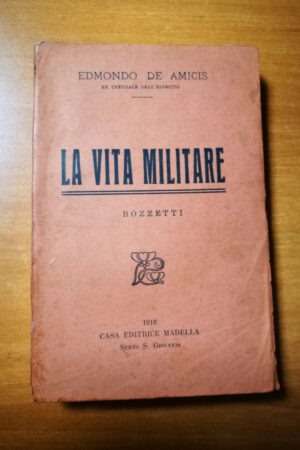 EDMONDO DE AMICIS
EX UFFICIALE DELL'ESERCITO
LA VITA MILITARE
BOZZETTI
1916
CASA EDITRICE MADELLA
SESTO S. GIOVANNI